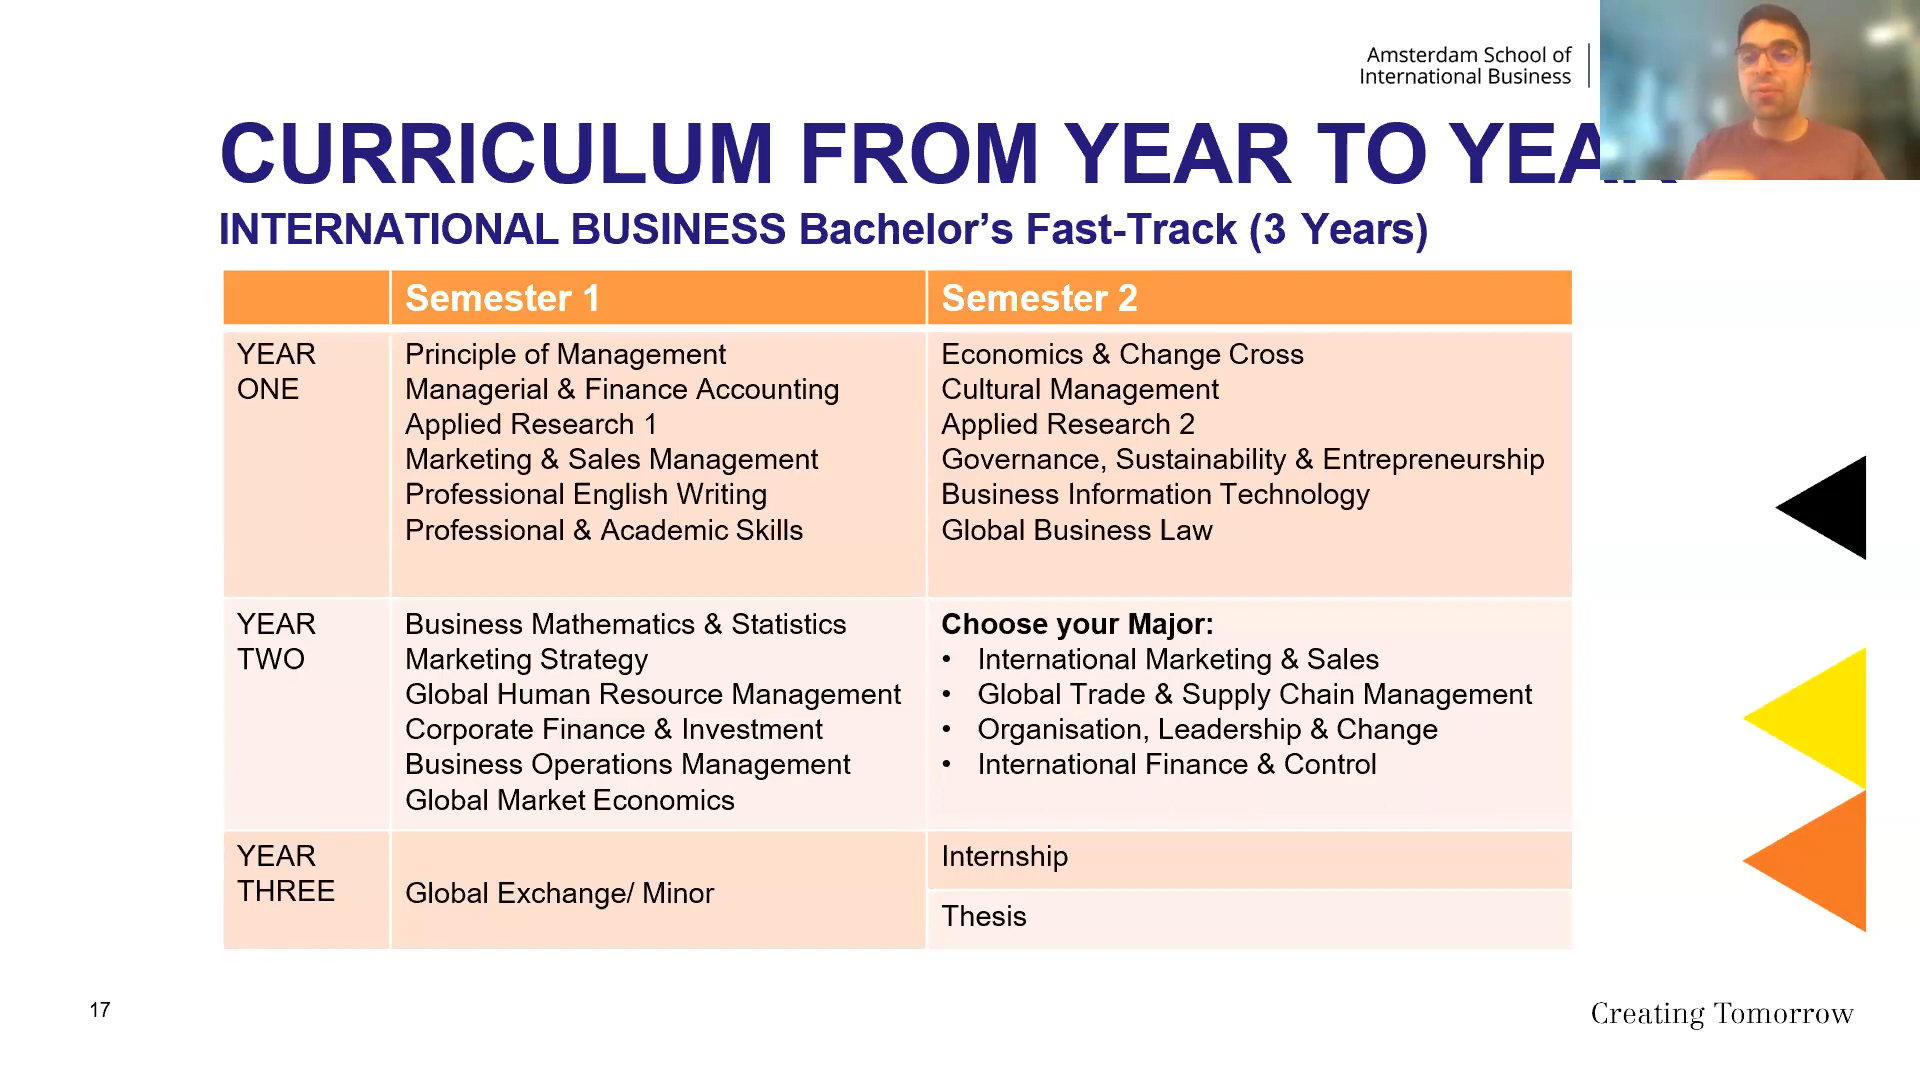 Amsterdam School of
International Business
CURRICULUM FROM YEAR TO YEAR
INTERNATIONAL BUSINESS Bachelor’s Fast-Track (3 Years)
Semester 1
Semester 2
YEAR
ONE
Principle of Management
Managerial & Finance Accounting
Applied Research 1
Marketing & Sales Management
Professional English Writing
Professional & Academic Skills
Economics & Change Cross
Cultural Management
Applied Research 2
Governance, Sustainability & Entrepreneurship
Business Information Technology
Global Business Law
YEAR
TWO
Business Mathematics & Statistics
Marketing Strategy
Global Human Resource Management
Corporate Finance & Investment
Business Operations Management
Global Market Economics
Choose your Major:
• International Marketing & Sales
• Global Trade & Supply Chain Management
• Organisation, Leadership & Change
• International Finance & Control
YEAR
THREE
Global Exchange/ Minor
Internship
Thesis
17
Creating Tomorrow